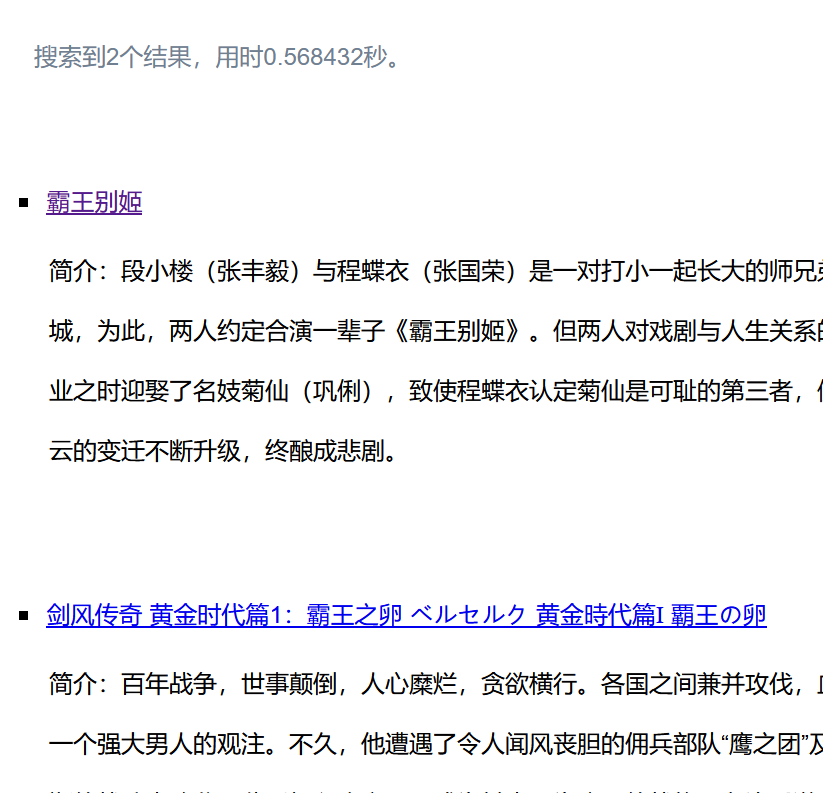 搜索到2个结果，用时0.568432秒。
霸王别姬
简介：段小楼（张丰毅）与程蝶衣（张国荣）是一对打小一起长大的师兄
城，为此，两人约定合演一辈子《霸王别姬》。但两人对戏剧与人生关系
业之时迎娶了名妓菊仙（巩俐），致使程蝶衣认定菊仙是可耻的第三者，
云的变迁不断升级，终酿成悲剧。
剑风传奇 黄金时代篇1：霸王之卵 ベルセルク 黄金時代篇I 覇王の卵
简介：百年战争，世事颠倒，人心糜烂，贪欲横行。各国之间兼并攻伐，
一个强大男人的观注。不久，他遭遇了令人闻风丧胆的佣兵部队“鹰之团”及